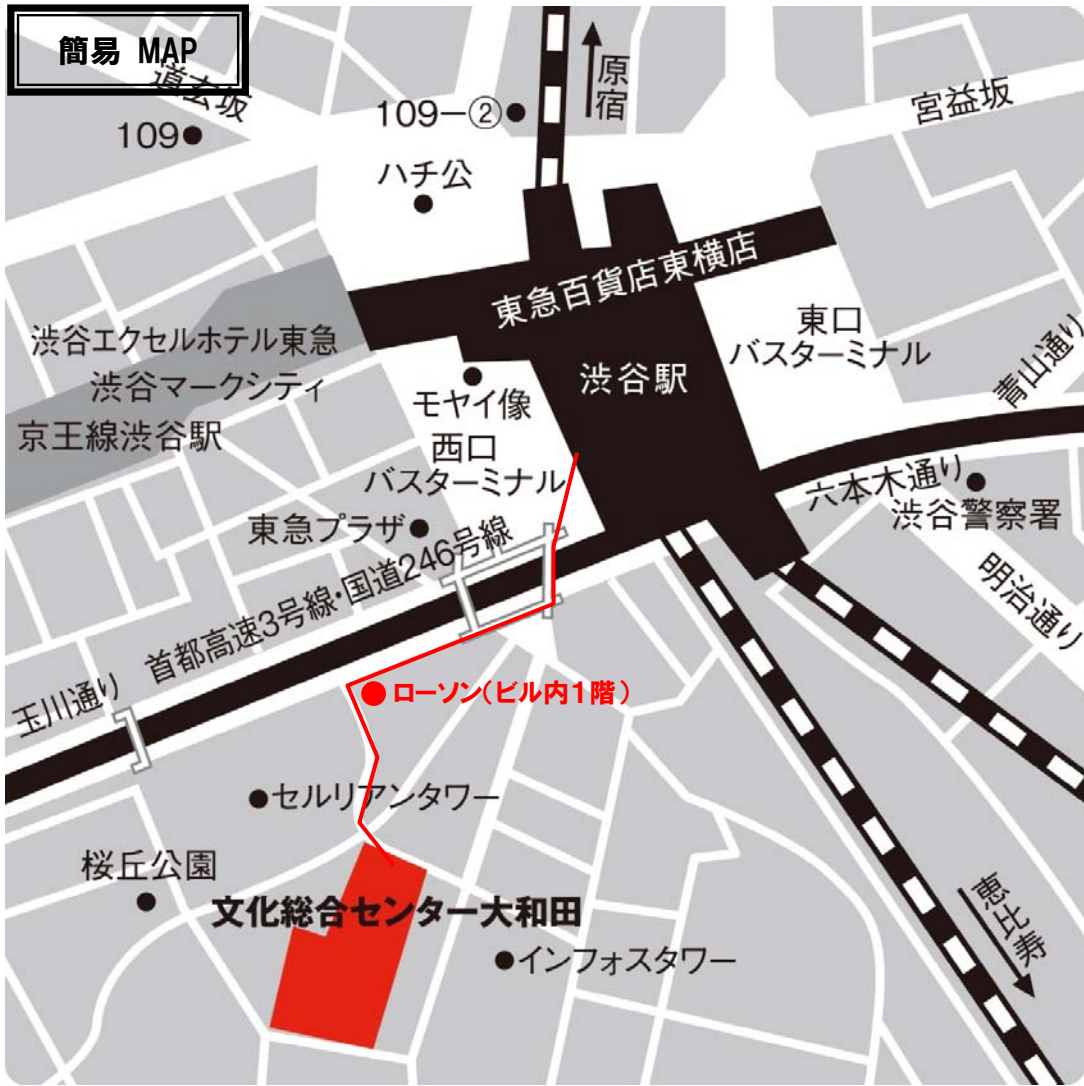 簡易 MAP
道玄坂
109
109-②
原宿
宮益坂
ハチ公
東急百貨店東横店
渋谷エクセルホテル東急
渋谷マークシティ
京王線渋谷駅
モヤイ像
西口
バスターミナル
渋谷駅
東口
バスターミナル
青山通り
東急プラザ
六本木通り
渋谷警察署
明治通り
首都高速3号線・国道246号線
玉川通り
ローソン(ビル内1階)
セルリアンタワー
桜丘公園
文化総合センター大和田
インフォスタワー
恵比寿